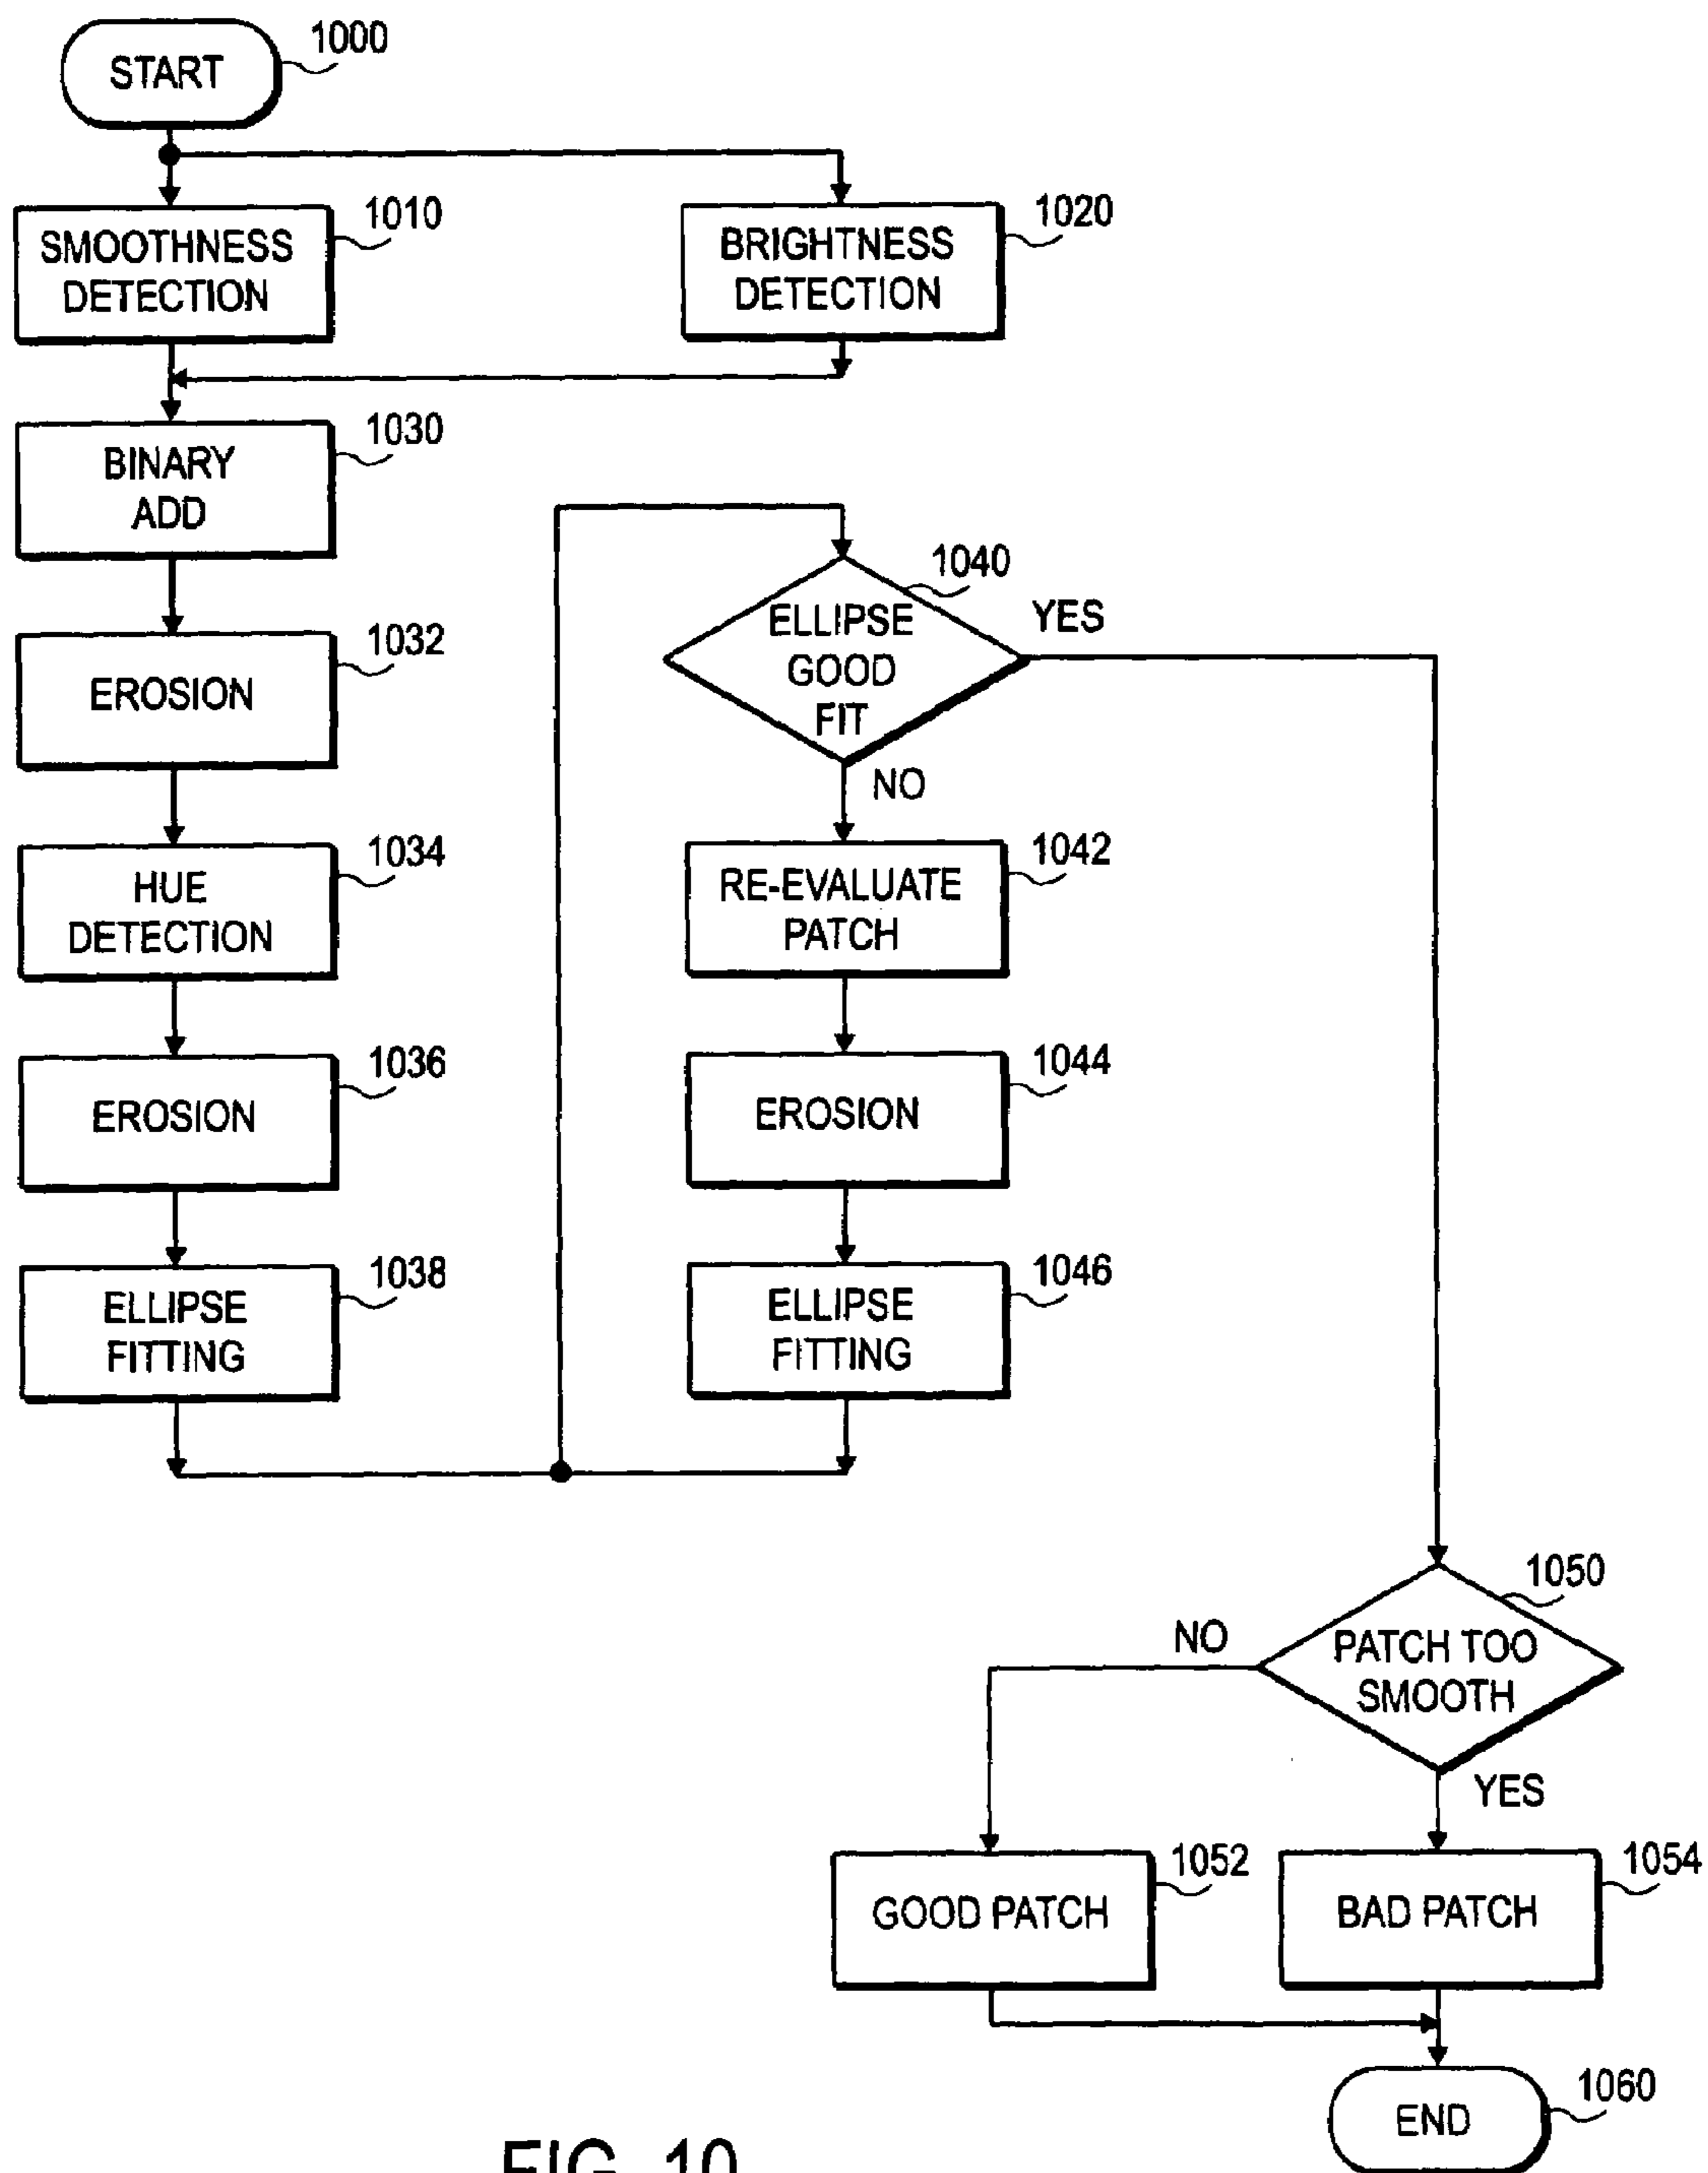 START
1000
SMOOTHNESS
DETECTION
1010
BRIGHTNESS
DETECTION
1020
BINARY
ADD
1030
EROSION
1032
HUE
DETECTION
1034
EROSION
1036
ELLIPSE
FITTING
1038
ELLIPSE
GOOD
FIT
1040
YES
NO
RE-EVALUATE
PATCH
1042
EROSION
1044
ELLIPSE
FITTING
1046
PATCH TOO
SMOOTH
1050
NO
YES
GOOD PATCH
1052
BAD PATCH
1054
END
1060
FIG. 10